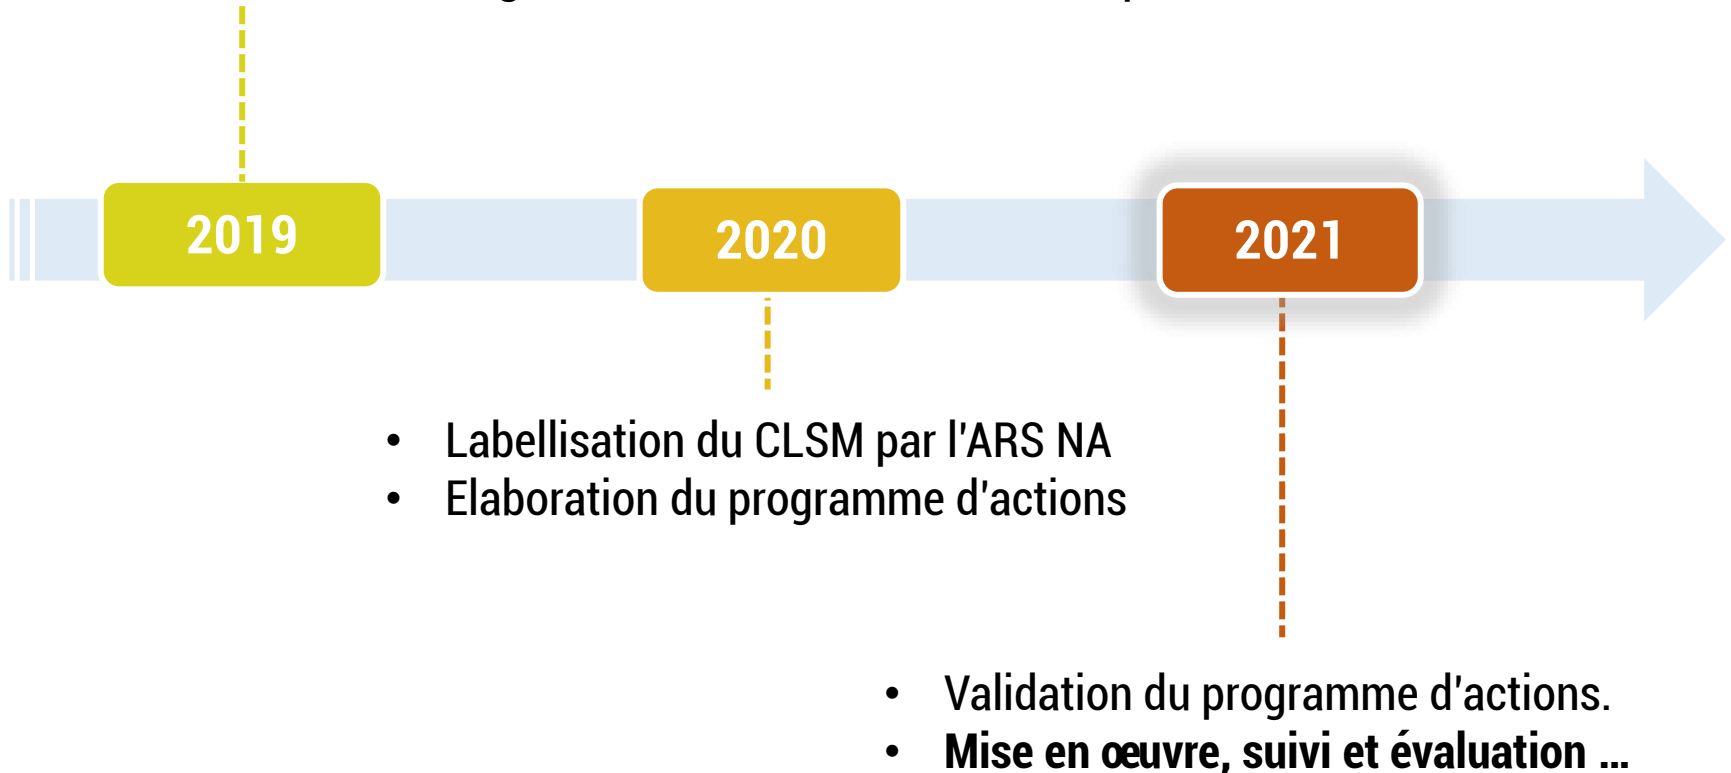 2019
2020
2021
• Labellisation du CLSM par l'ARS NA
• Elaboration du programme d'actions
• Validation du programme d'actions.
• Mise en œuvre, suivi et évaluation ...